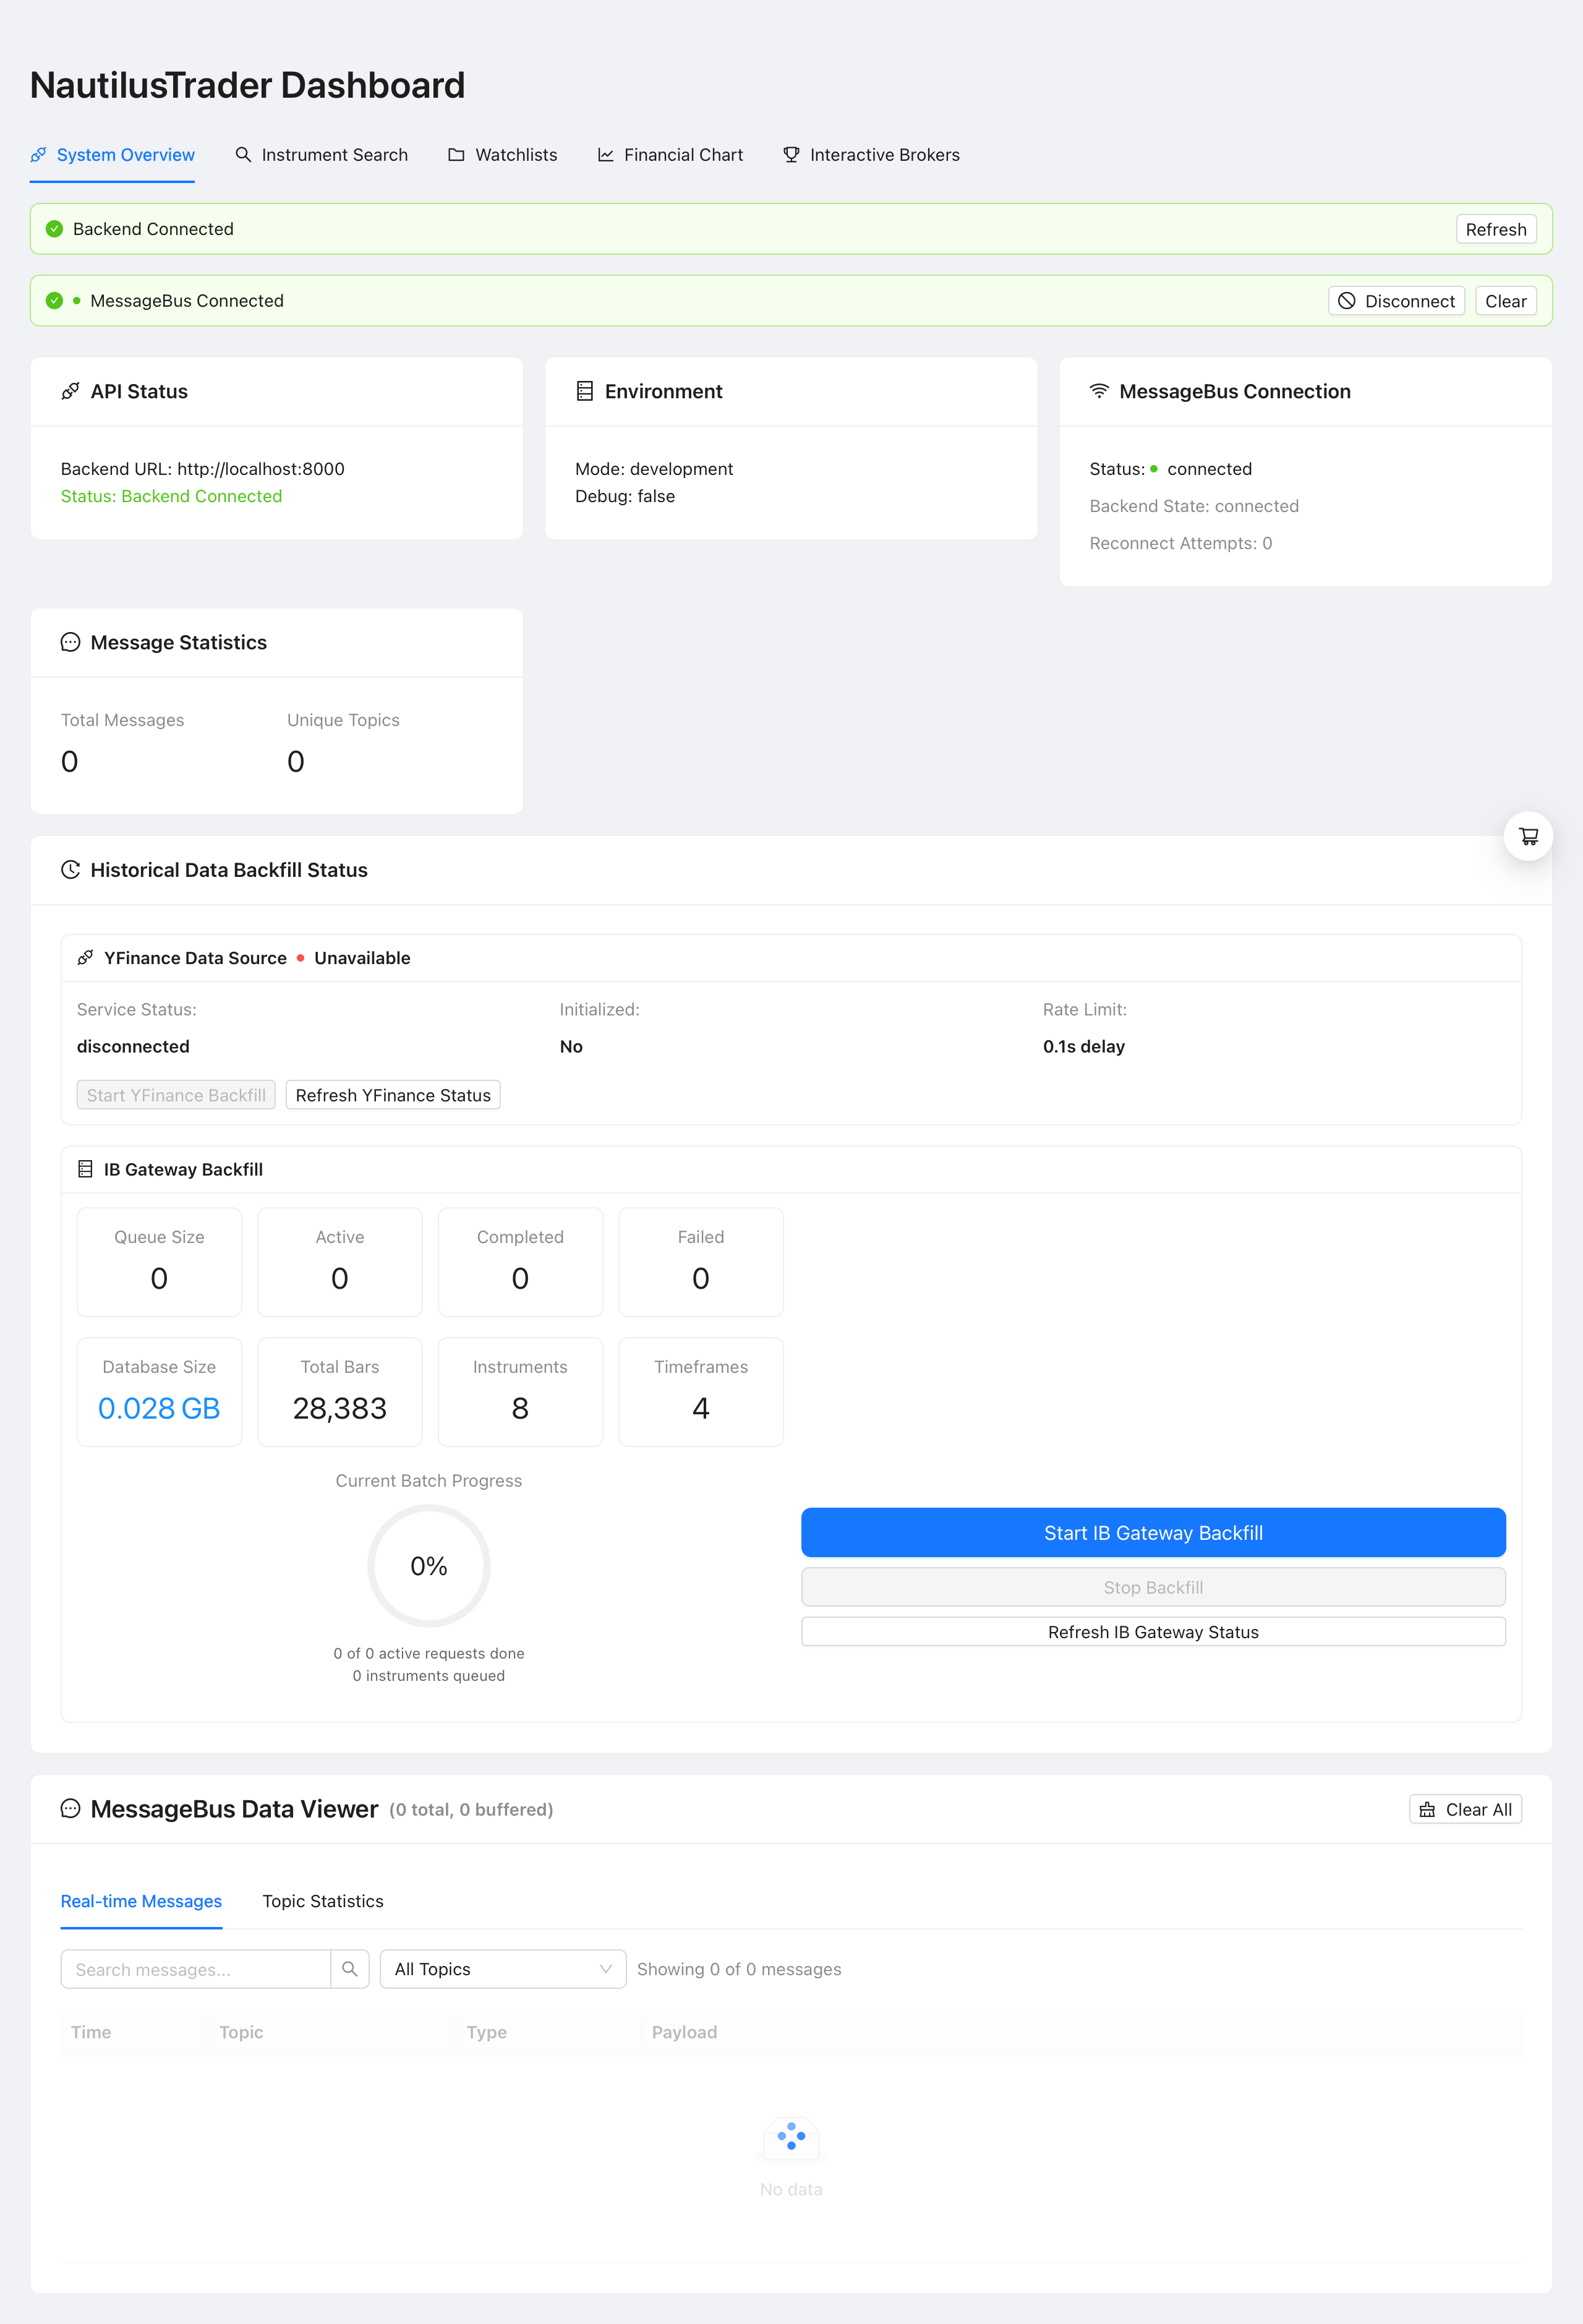 NautilusTrader Dashboard
System Overview
Instrument Search
Watchlists
Financial Chart
Interactive Brokers
Backend Connected
Refresh
MessageBus Connected
Disconnect
Clear
API Status
Backend URL: http://localhost:8000
Status: Backend Connected
Environment
Mode: development
Debug: false
MessageBus Connection
Status: connected
Backend State: connected
Reconnect Attempts: 0
Message Statistics
Total Messages
0
Unique Topics
0
Historical Data Backfill Status
YFinance Data Source Unavailable
Service Status:
disconnected
Initialized:
No
Rate Limit:
0.1s delay
Start YFinance Backfill
Refresh YFinance Status
IB Gateway Backfill
Queue Size
0
Active
0
Completed
0
Failed
0
Database Size
0.028 GB
Total Bars
28,383
Instruments
8
Timeframes
4
Current Batch Progress
0%
0 of 0 active requests done
0 instruments queued
Start IB Gateway Backfill
Stop Backfill
Refresh IB Gateway Status
MessageBus Data Viewer (0 total, 0 buffered)
Clear All
Real-time Messages
Topic Statistics
Search messages...
All Topics
Showing 0 of 0 messages
Time
Topic
Type
Payload
No data